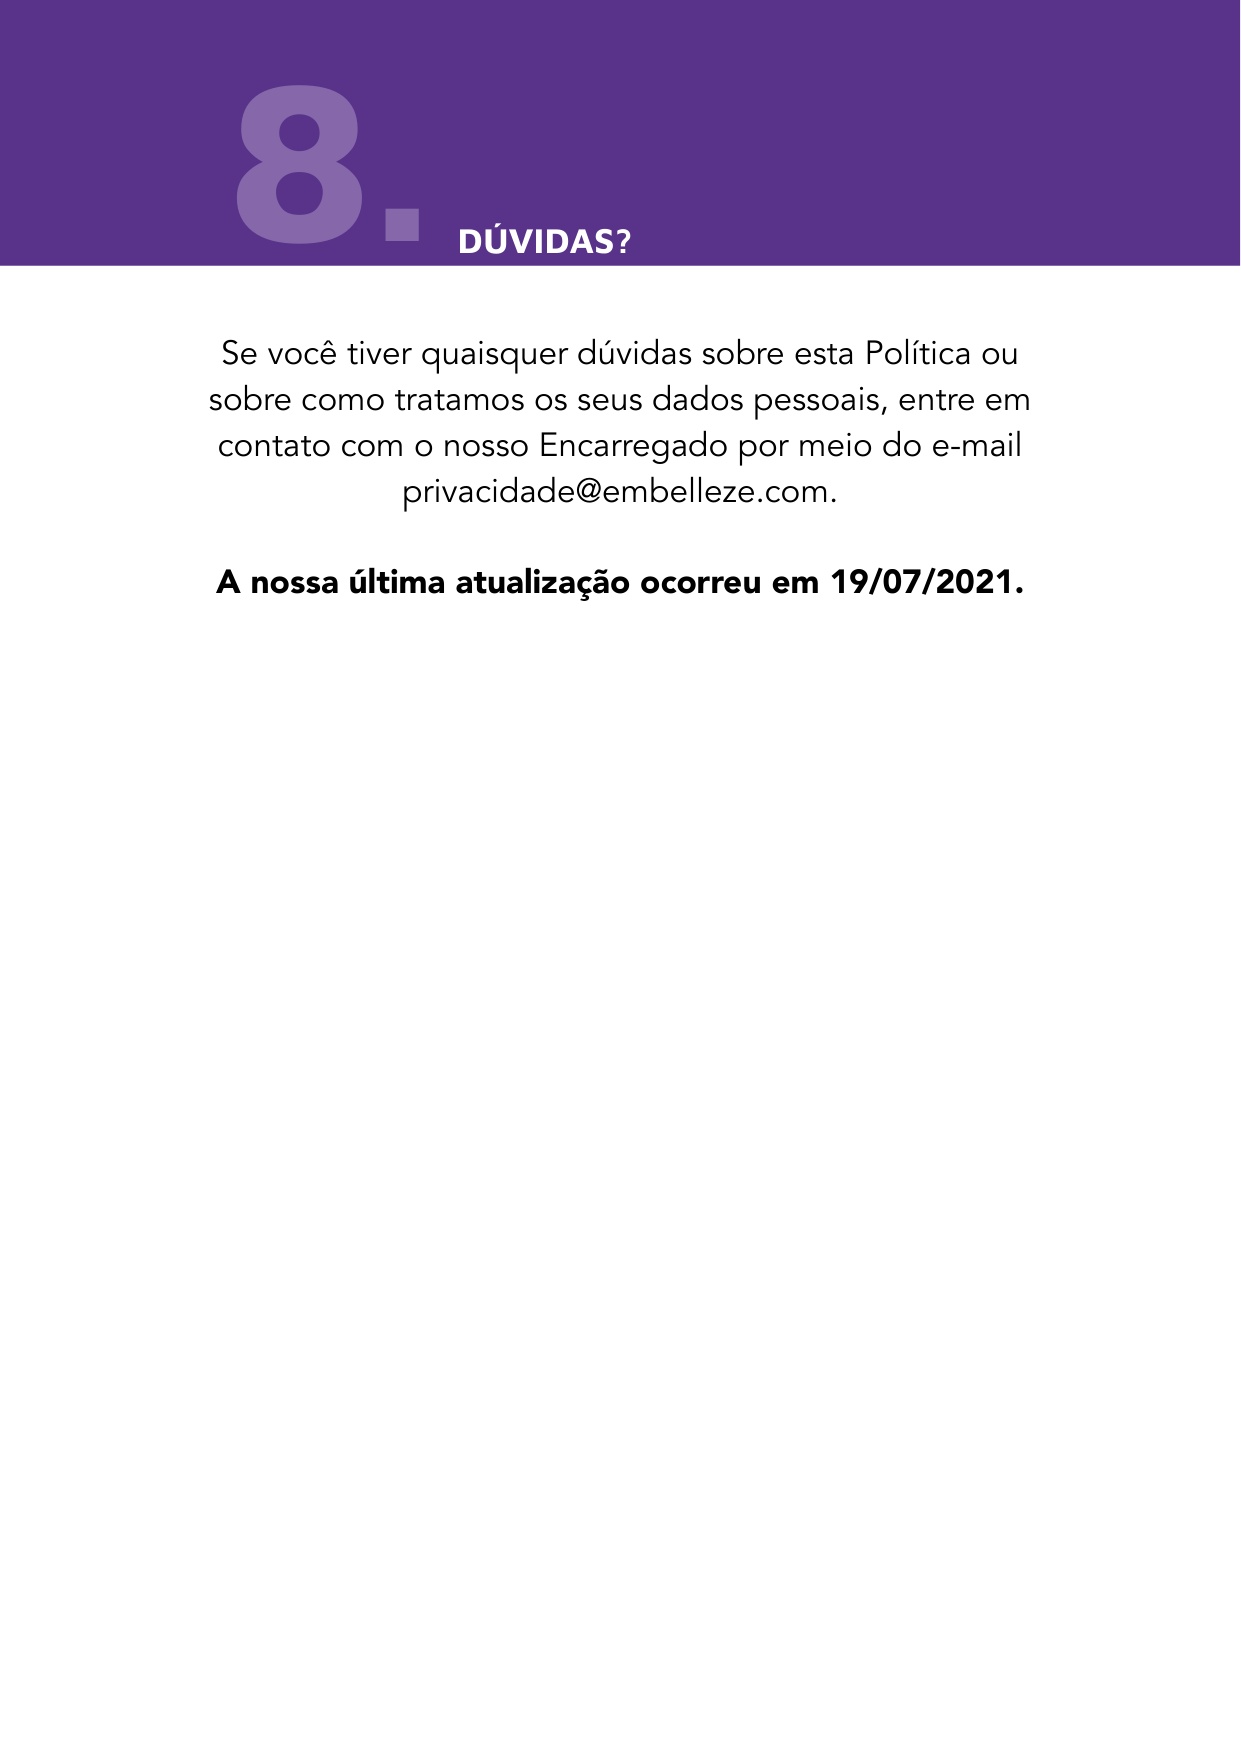 8. DÚVIDAS?
Se você tiver quaisquer dúvidas sobre esta Política ou
sobre como tratamos os seus dados pessoais, entre em
contato com o nosso Encarregado por meio do e-mail
privacidade@embelleze.com.
A nossa última atualização ocorreu em 19/07/2021.